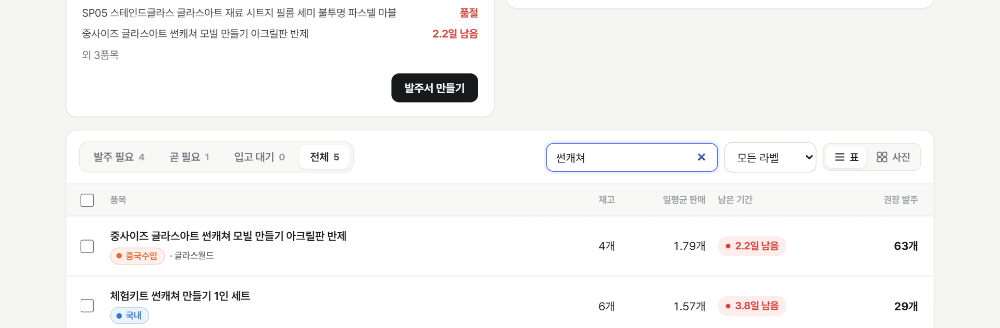 SP05 스테인드글라스 글라스아트 재료 시트지 필름 세미 불투명 파스텔 마블 품절
중사이즈 글라스아트 썬캐쳐 모빌 만들기 아크릴판 반제 2.2일 남음
외 3품목
발주서 만들기
발주 필요 4 곧 필요 1 입고 대기 0 전체 5 썬캐쳐 모든 라벨 표 사진
품목 재고 일평균 판매 남은 기간 권장 발주
중사이즈 글라스아트 썬캐쳐 모빌 만들기 아크릴판 반제
중국수입 · 글라스월드
4개 1.79개 2.2일 남음 63개
체험키트 썬캐쳐 만들기 1인 세트
국내
6개 1.57개 3.8일 남음 29개